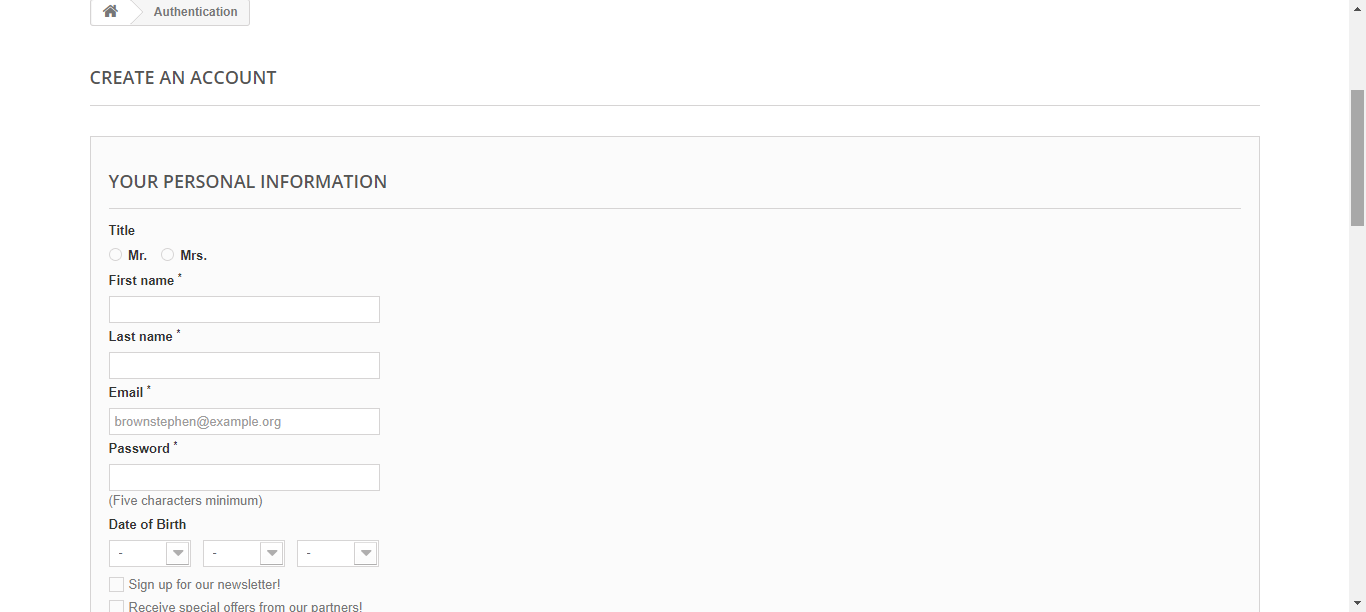 Authentication
CREATE AN ACCOUNT
YOUR PERSONAL INFORMATION
Title
Mr. Mrs.
First name *
Last name *
Email *
brownstephen@example.org
Password *
(Five characters minimum)
Date of Birth
- - -
Sign up for our newsletter!
Receive special offers from our partners!